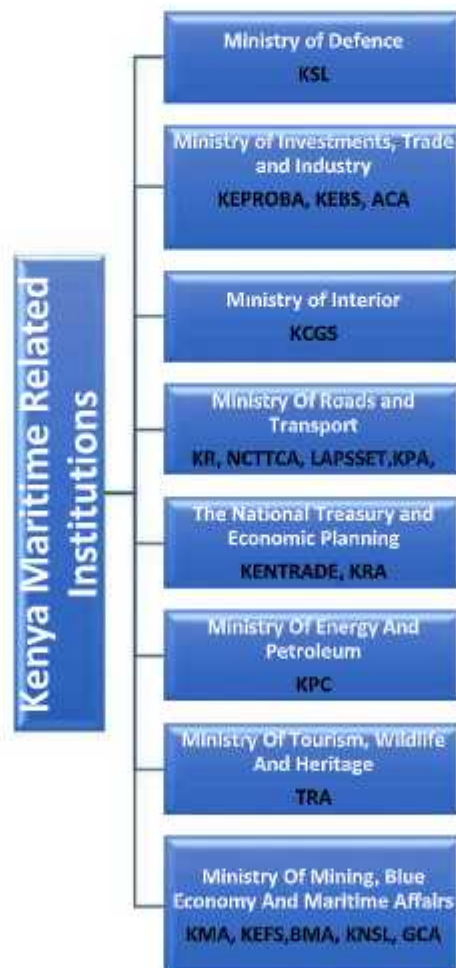 Kenya Maritime Related
Institutions
Ministry of Defence
KSL
Ministry of Investments, Trade
and Industry
KEPROBA, KEBS, ACA
Ministry of Interior
KCGS
Ministry Of Roads and
Transport
KR, NCTTCA, LAPSSET,KPA,
The National Treasury and
Economic Planning
KENTRADE, KRA
Ministry Of Energy And
Petroleum
KPC
Ministry Of Tourism, Wildlife
And Heritage
TRA
Ministry Of Mining, Blue
Economy And Maritime Affairs
KMA, KEFS,BMA, KNSL, GCA